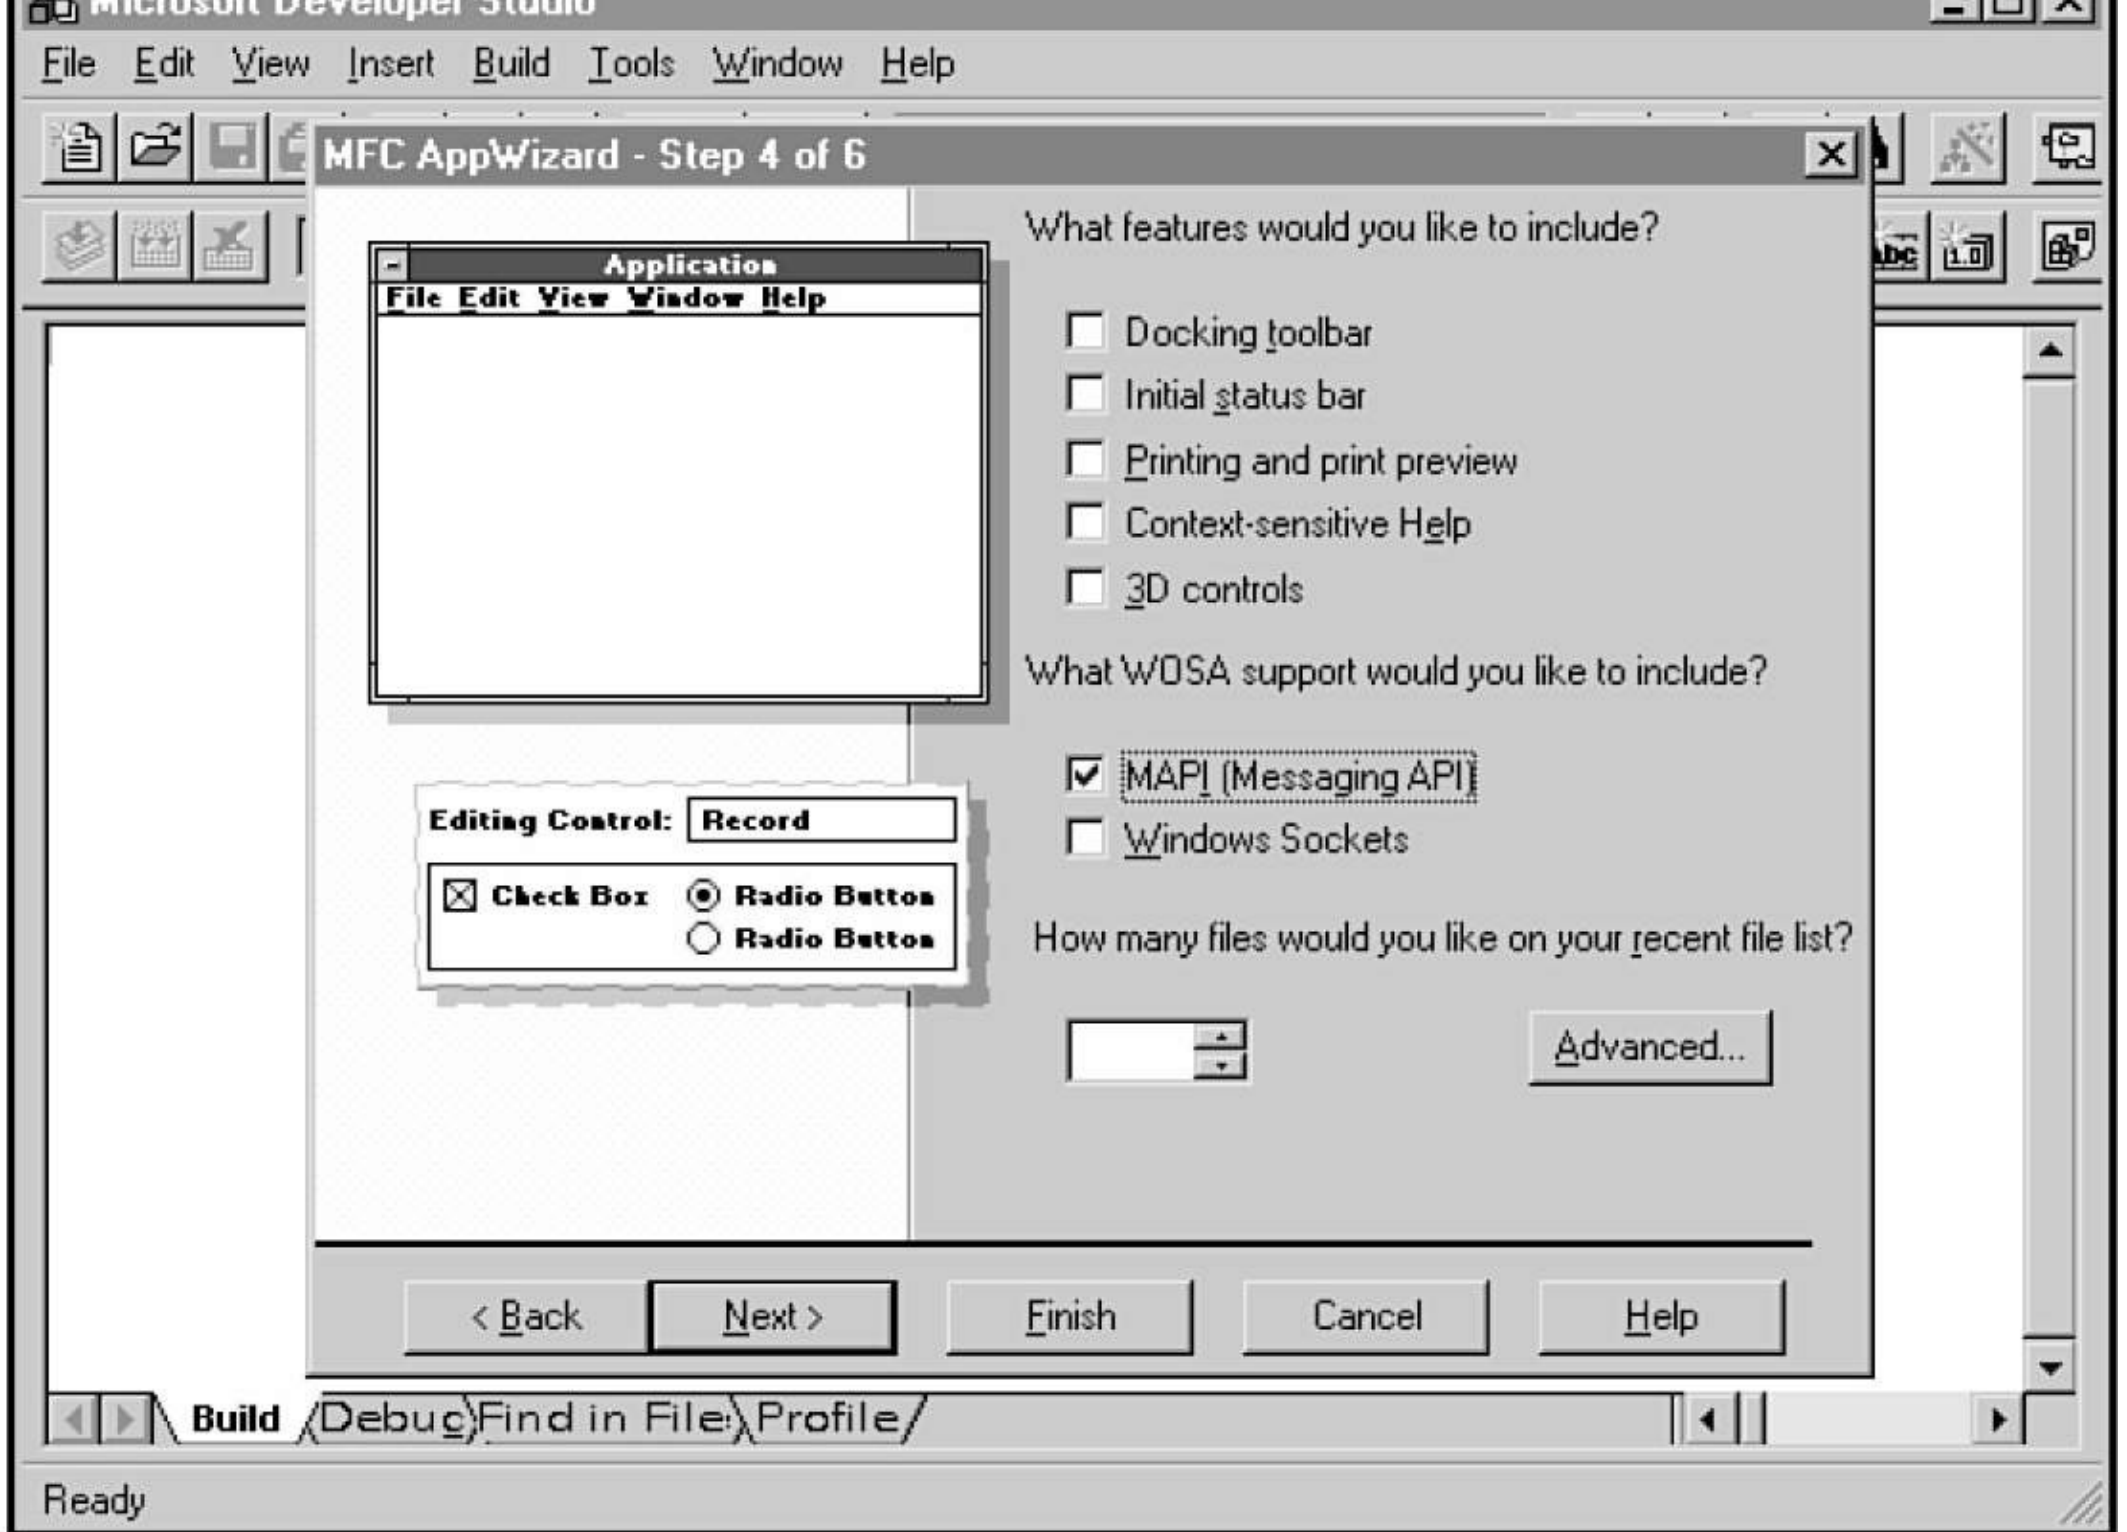 Microsoft Developer Studio
File Edit View Insert Build Tools Window Help
MFC AppWizard - Step 4 of 6
Application
File Edit View Window Help
Editing Control: Record
Check Box Radio Button
Radio Button
What features would you like to include?
Docking toolbar
Initial status bar
Printing and print preview
Context-sensitive Help
3D controls
What WOSA support would you like to include?
MAPI (Messaging API)
Windows Sockets
How many files would you like on your recent file list?
Advanced...
abc 1.0
< Back Next > Finish Cancel Help
Build Debug Find in File Profile
Ready